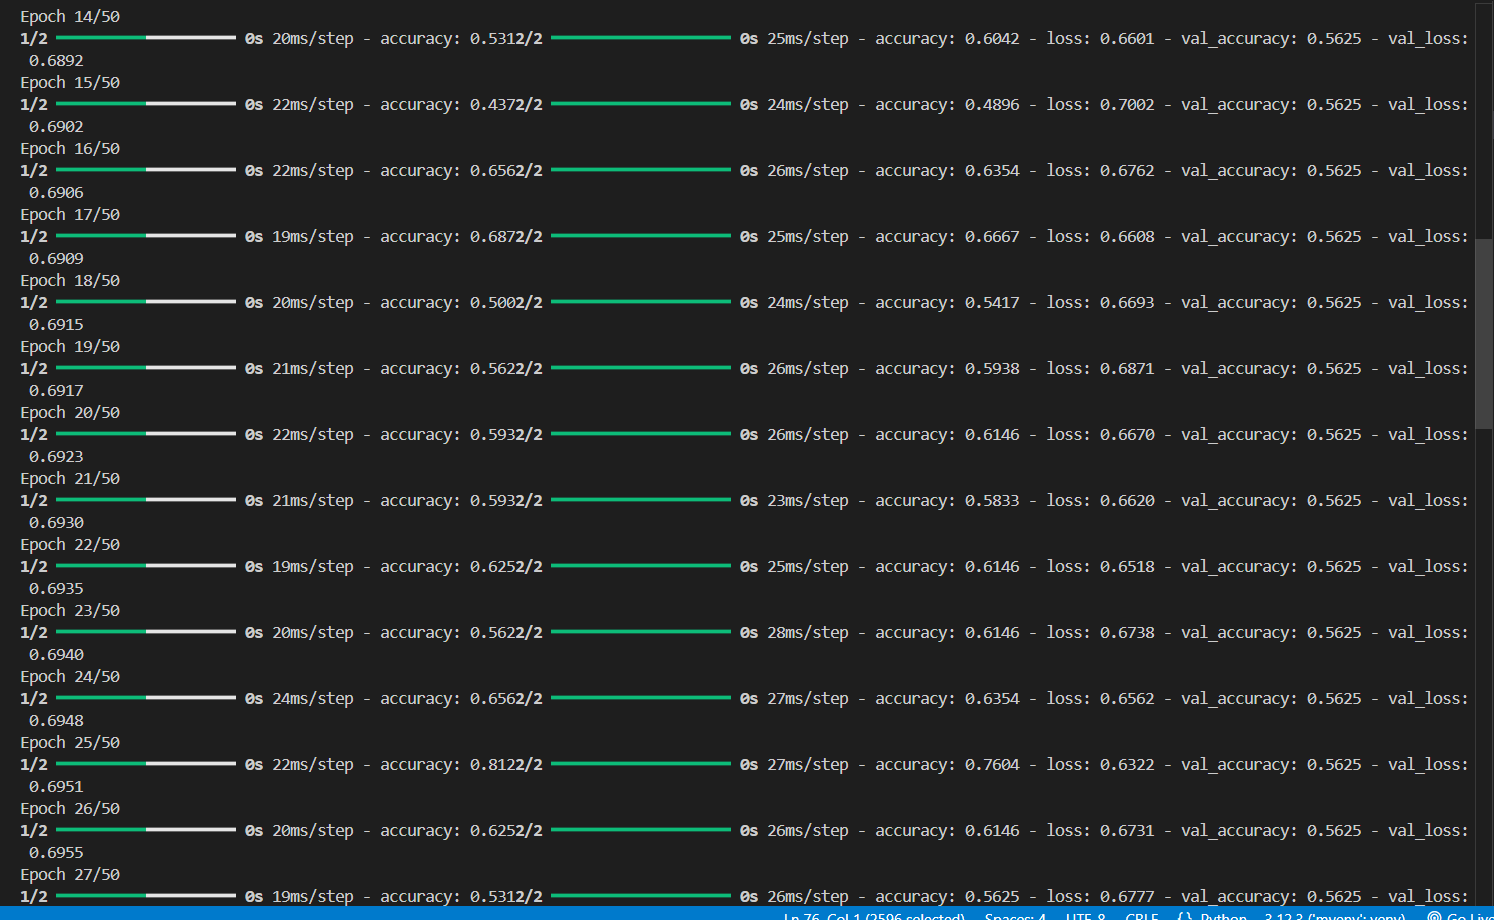 Epoch 14/50
1/2 0s 20ms/step - accuracy: 0.5312/2 0s 25ms/step - accuracy: 0.6042 - loss: 0.6601 - val_accuracy: 0.5625 - val_loss:
0.6892
Epoch 15/50
1/2 0s 22ms/step - accuracy: 0.4372/2 0s 24ms/step - accuracy: 0.4896 - loss: 0.7002 - val_accuracy: 0.5625 - val_loss:
0.6902
Epoch 16/50
1/2 0s 22ms/step - accuracy: 0.6562/2 0s 26ms/step - accuracy: 0.6354 - loss: 0.6762 - val_accuracy: 0.5625 - val_loss:
0.6906
Epoch 17/50
1/2 0s 19ms/step - accuracy: 0.6872/2 0s 25ms/step - accuracy: 0.6667 - loss: 0.6608 - val_accuracy: 0.5625 - val_loss:
0.6909
Epoch 18/50
1/2 0s 20ms/step - accuracy: 0.5002/2 0s 24ms/step - accuracy: 0.5417 - loss: 0.6693 - val_accuracy: 0.5625 - val_loss:
0.6915
Epoch 19/50
1/2 0s 21ms/step - accuracy: 0.5622/2 0s 26ms/step - accuracy: 0.5938 - loss: 0.6871 - val_accuracy: 0.5625 - val_loss:
0.6917
Epoch 20/50
1/2 0s 22ms/step - accuracy: 0.5932/2 0s 26ms/step - accuracy: 0.6146 - loss: 0.6670 - val_accuracy: 0.5625 - val_loss:
0.6923
Epoch 21/50
1/2 0s 21ms/step - accuracy: 0.5932/2 0s 23ms/step - accuracy: 0.5833 - loss: 0.6620 - val_accuracy: 0.5625 - val_loss:
0.6930
Epoch 22/50
1/2 0s 19ms/step - accuracy: 0.6252/2 0s 25ms/step - accuracy: 0.6146 - loss: 0.6518 - val_accuracy: 0.5625 - val_loss:
0.6935
Epoch 23/50
1/2 0s 20ms/step - accuracy: 0.5622/2 0s 28ms/step - accuracy: 0.6146 - loss: 0.6738 - val_accuracy: 0.5625 - val_loss:
0.6940
Epoch 24/50
1/2 0s 24ms/step - accuracy: 0.6562/2 0s 27ms/step - accuracy: 0.6354 - loss: 0.6562 - val_accuracy: 0.5625 - val_loss:
0.6948
Epoch 25/50
1/2 0s 22ms/step - accuracy: 0.8122/2 0s 27ms/step - accuracy: 0.7604 - loss: 0.6322 - val_accuracy: 0.5625 - val_loss:
0.6951
Epoch 26/50
1/2 0s 20ms/step - accuracy: 0.6252/2 0s 26ms/step - accuracy: 0.6146 - loss: 0.6731 - val_accuracy: 0.5625 - val_loss:
0.6955
Epoch 27/50
1/2 0s 19ms/step - accuracy: 0.5312/2 0s 26ms/step - accuracy: 0.5625 - loss: 0.6777 - val_accuracy: 0.5625 - val_loss:
Ln 76, Col 1 (2596 selected) Spaces: 4 UTF-8 CRLF {} Python 3.12.3 ('myenv': venv) Go Live